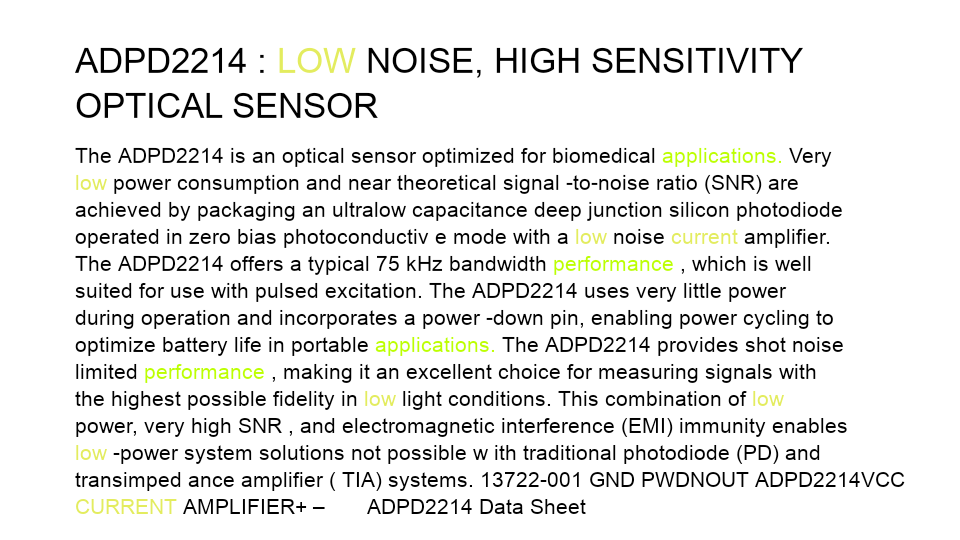 ADPD2214 : LOW NOISE, HIGH SENSITIVITY
OPTICAL SENSOR
The ADPD2214 is an optical sensor optimized for biomedical applications. Very
low power consumption and near theoretical signal -to-noise ratio (SNR) are
achieved by packaging an ultralow capacitance deep junction silicon photodiode
operated in zero bias photoconductiv e mode with a low noise current amplifier.
The ADPD2214 offers a typical 75 kHz bandwidth performance , which is well
suited for use with pulsed excitation. The ADPD2214 uses very little power
during operation and incorporates a power -down pin, enabling power cycling to
optimize battery life in portable applications. The ADPD2214 provides shot noise
limited performance , making it an excellent choice for measuring signals with
the highest possible fidelity in low light conditions. This combination of low
power, very high SNR , and electromagnetic interference (EMI) immunity enables
low -power system solutions not possible w ith traditional photodiode (PD) and
transimped ance amplifier ( TIA) systems. 13722-001 GND PWDNOUT ADPD2214VCC
CURRENT AMPLIFIER+ – ADPD2214 Data Sheet